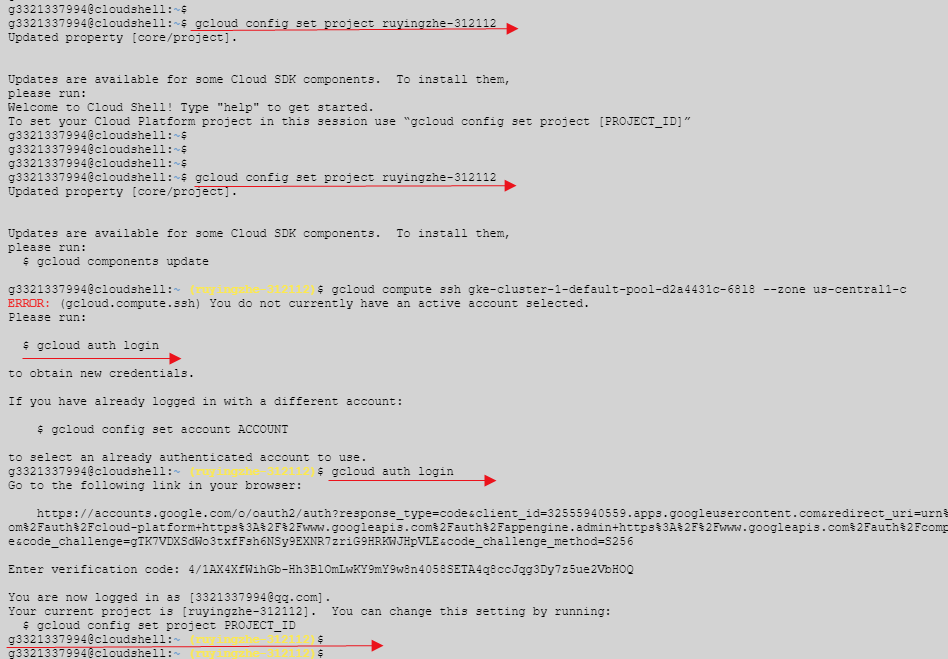 g3321337994@cloudshell:~$
g3321337994@cloudshell:~$ gcloud config set project ruyingzhe-312112
Updated property [core/project].
Updates are available for some Cloud SDK components.  To install them,
please run:
Welcome to Cloud Shell! Type "help" to get started.
To set your Cloud Platform project in this session use “gcloud config set project [PROJECT_ID]”
g3321337994@cloudshell:~$
g3321337994@cloudshell:~$
g3321337994@cloudshell:~$
g3321337994@cloudshell:~$ gcloud config set project ruyingzhe-312112
Updated property [core/project].
Updates are available for some Cloud SDK components.  To install them,
please run:
  $ gcloud components update
g3321337994@cloudshell:~ (ruyingzhe-312112)$ gcloud compute ssh gke-cluster-1-default-pool-d2a4431c-68l8 --zone us-central1-c
ERROR: (gcloud.compute.ssh) You do not currently have an active account selected.
Please run:
  $ gcloud auth login
to obtain new credentials.
If you have already logged in with a different account:
    $ gcloud config set account ACCOUNT
to select an already authenticated account to use.
g3321337994@cloudshell:~ (ruyingzhe-312112)$ gcloud auth login
Go to the following link in your browser:
    https://accounts.google.com/o/oauth2/auth?response_type=code&client_id=32555940559.apps.googleusercontent.com&redirect_uri=urn%
om%2Fauth%2Fcloud-platform+https%3A%2F%2Fwww.googleapis.com%2Fauth%2Fappengine.admin+https%3A%2F%2Fwww.googleapis.com%2Fauth%2Fcomp
e&code_challenge=gTK7VDXSdWo3txfFsh6NSy9EXNR7zriG9HRKWJHpVLE&code_challenge_method=S256
Enter verification code: 4/1AX4XfWihGb-Hh3BlOmLwKY9mY9w8n4058SETA4q8ccJqg3Dy7z5ue2VbHOQ
You are now logged in as [3321337994@qq.com].
Your current project is [ruyingzhe-312112].  You can change this setting by running:
  $ gcloud config set project PROJECT_ID
g3321337994@cloudshell:~ (ruyingzhe-312112)$
g3321337994@cloudshell:~ (ruyingzhe-312112)$